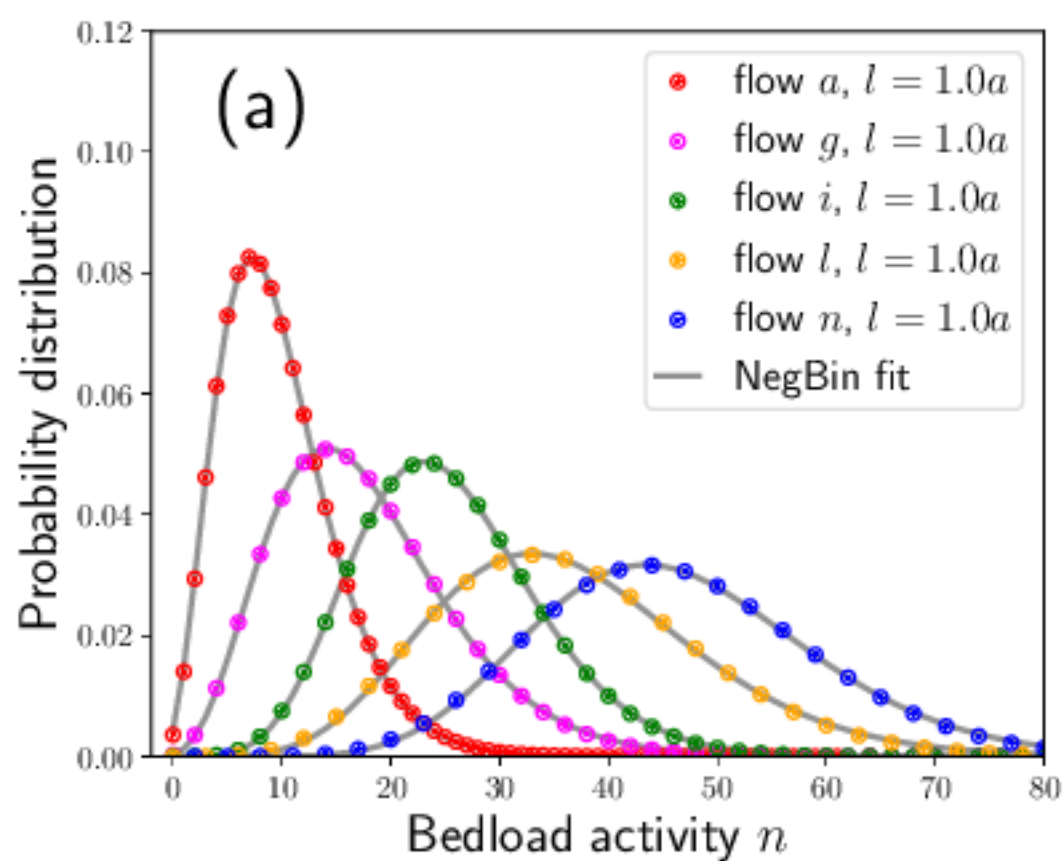 (a)
flow a, l = 1.0a
flow g, l = 1.0a
flow i, l = 1.0a
flow l, l = 1.0a
flow n, l = 1.0a
NegBin fit
Probability distribution
0.12
0.10
0.08
0.06
0.04
0.02
0.00
0 10 20 30 40 50 60 70 80
Bedload activity n